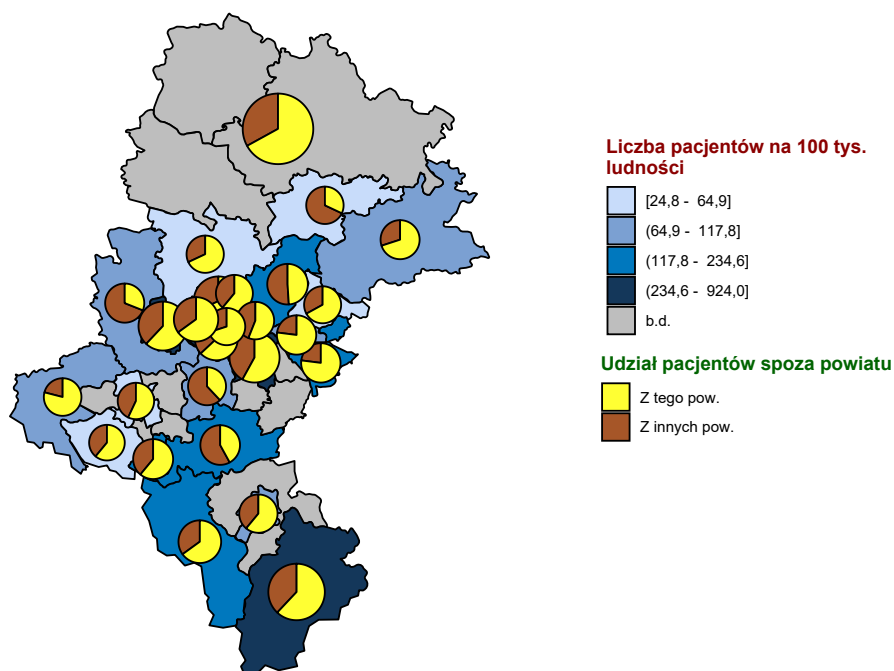 Liczba pacjentów na 100 tys.
ludności
[24,8 - 64,9]
(64,9 - 117,8]
(117,8 - 234,6]
(234,6 - 924,0]
b.d.
Udział pacjentów spoza powiatu
Z tego pow.
Z innych pow.